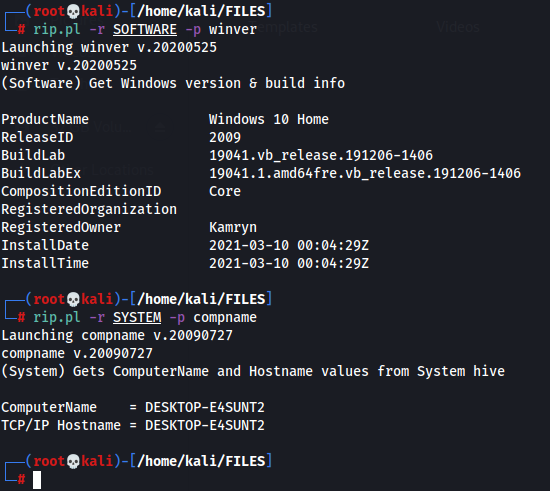 ┌──(root💀kali)-[/home/kali/FILES]
└─# rip.pl -r SOFTWARE -p winver
Launching winver v.20200525
winver v.20200525
(Software) Get Windows version & build info

ProductName               Windows 10 Home
ReleaseID                 2009
BuildLab                  19041.vb_release.191206-1406
BuildLabEx                19041.1.amd64fre.vb_release.191206-1406
CompositionEditionID      Core
RegisteredOrganization
RegisteredOwner           Kamryn
InstallDate               2021-03-10 00:04:29Z
InstallTime               2021-03-10 00:04:29Z

┌──(root💀kali)-[/home/kali/FILES]
└─# rip.pl -r SYSTEM -p compname
Launching compname v.20090727
compname v.20090727
(System) Gets ComputerName and Hostname values from System hive

ComputerName    = DESKTOP-E4SUNT2
TCP/IP Hostname = DESKTOP-E4SUNT2

┌──(root💀kali)-[/home/kali/FILES]
└─#